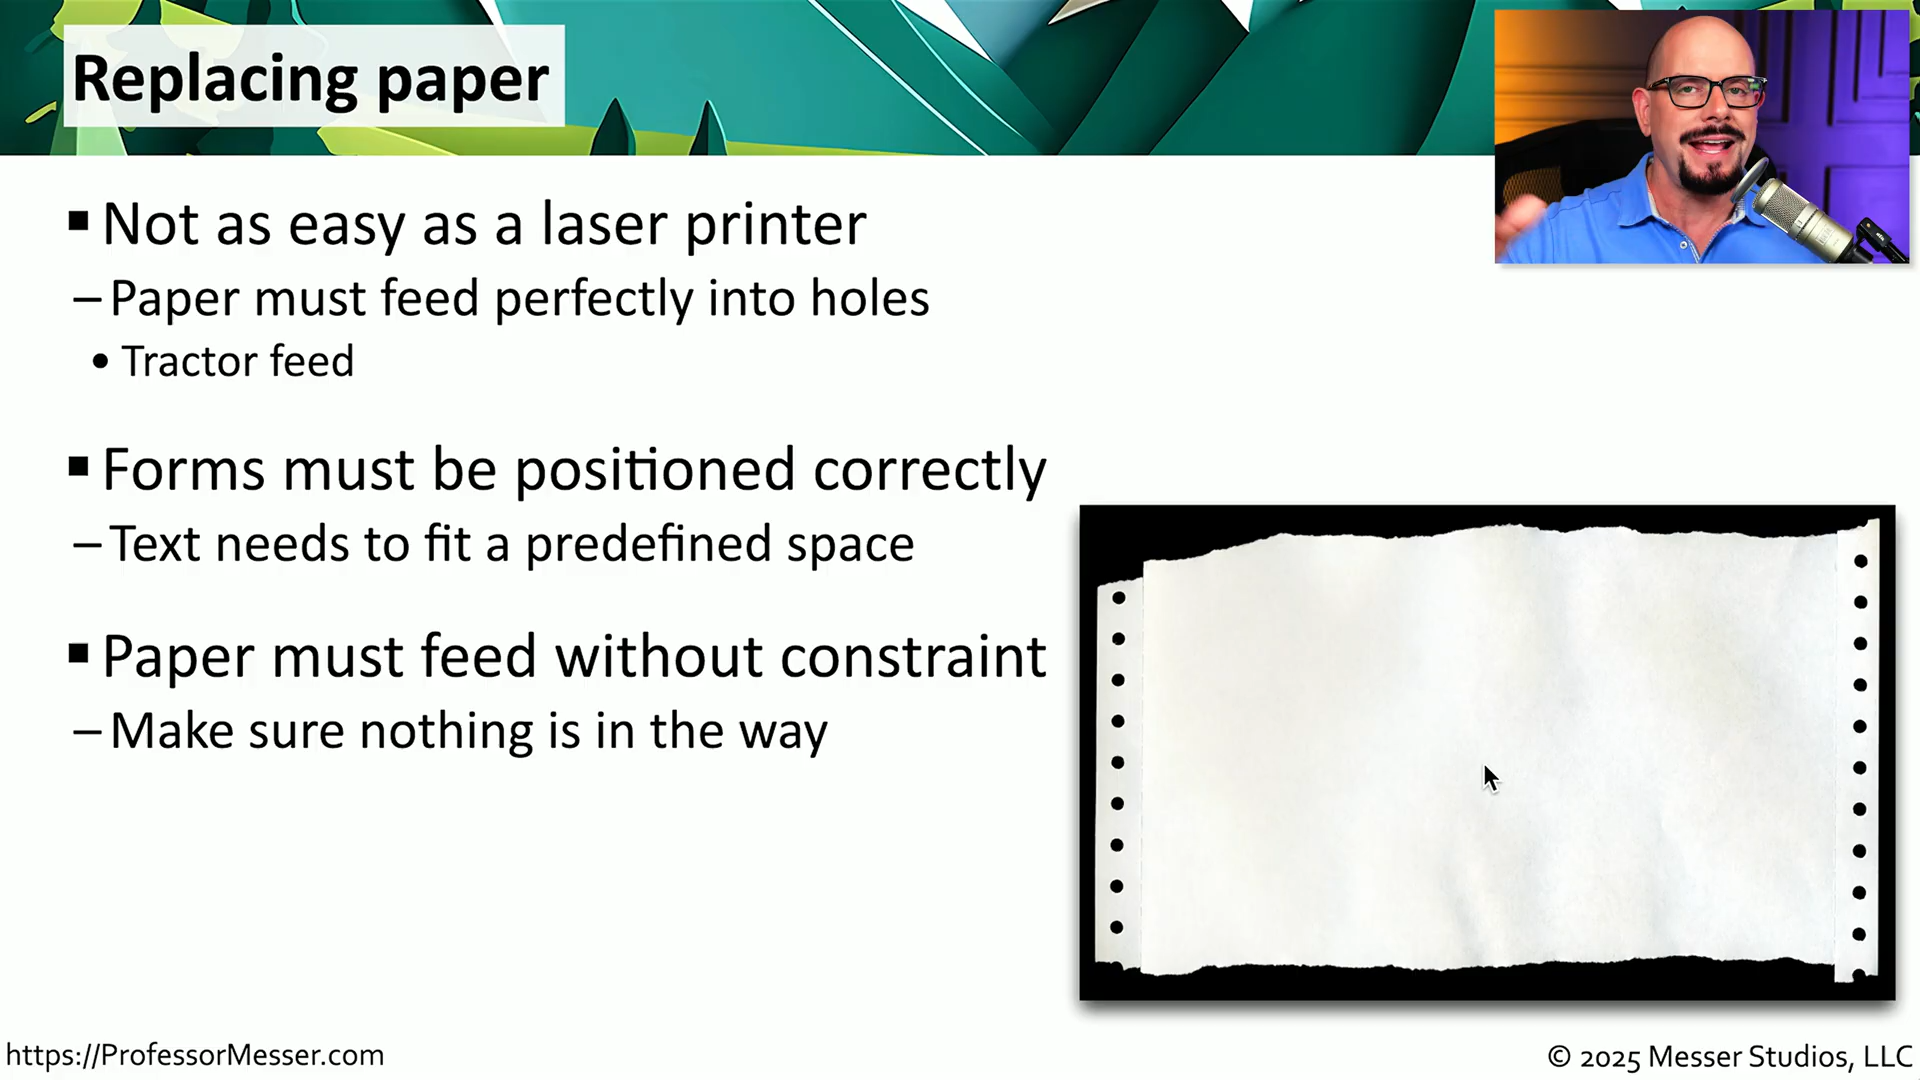 Replacing paper
▪ Not as easy as a laser printer
– Paper must feed perfectly into holes
• Tractor feed
▪ Forms must be positioned correctly
– Text needs to fit a predefined space
▪ Paper must feed without constraint
– Make sure nothing is in the way
https://ProfessorMesser.com
© 2025 Messer Studios, LLC